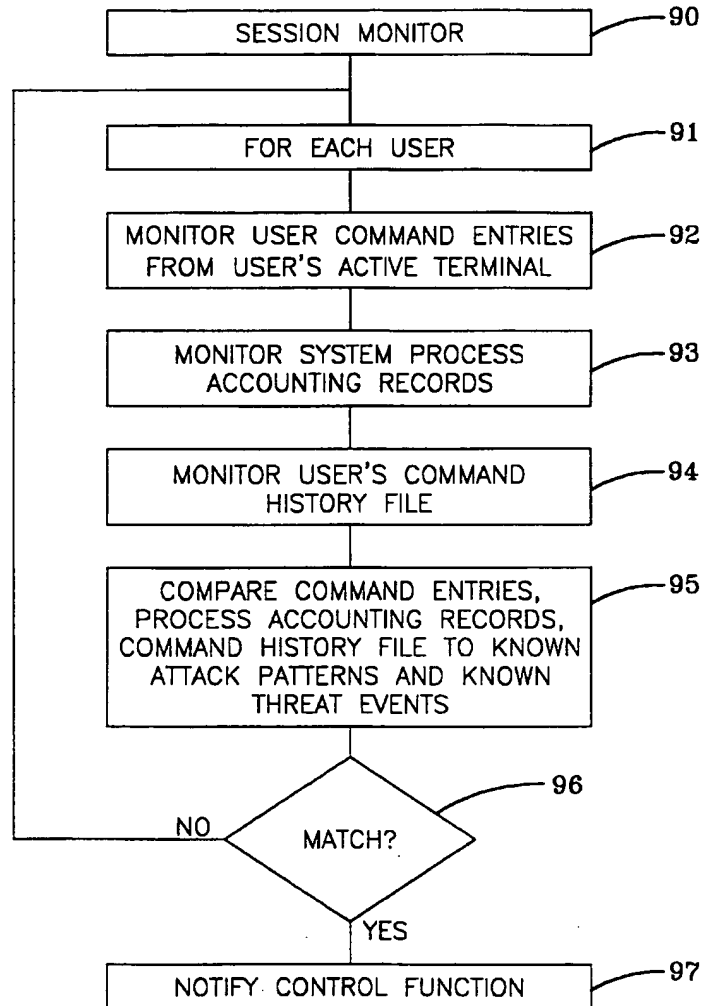 SESSION MONITOR
90
FOR EACH USER
91
MONITOR USER COMMAND ENTRIES
FROM USER'S ACTIVE TERMINAL
92
MONITOR SYSTEM PROCESS
ACCOUNTING RECORDS
93
MONITOR USER'S COMMAND
HISTORY FILE
94
COMPARE COMMAND ENTRIES,
PROCESS ACCOUNTING RECORDS,
COMMAND HISTORY FILE TO KNOWN
ATTACK PATTERNS AND KNOWN
THREAT EVENTS
95
MATCH?
96
NO
YES
NOTIFY CONTROL FUNCTION
97